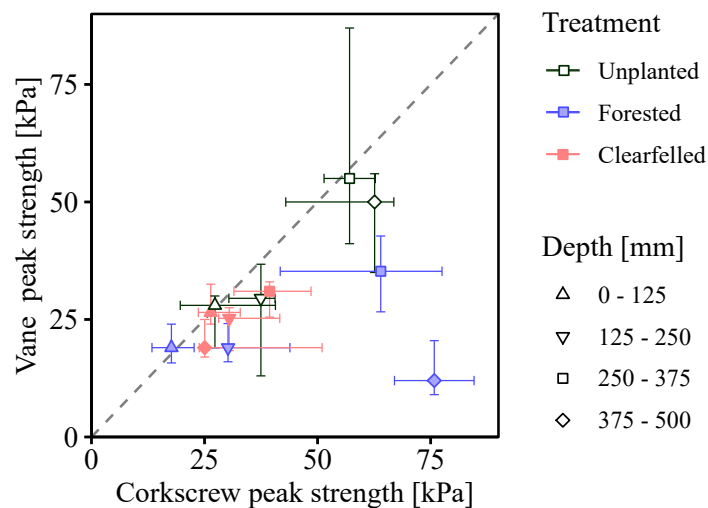 Vane peak strength [kPa]
75
50
25
0
0 25 50 75
Corkscrew peak strength [kPa]
Treatment
Unplanted
Forested
Clearfelled
Depth [mm]
0 - 125
125 - 250
250 - 375
375 - 500